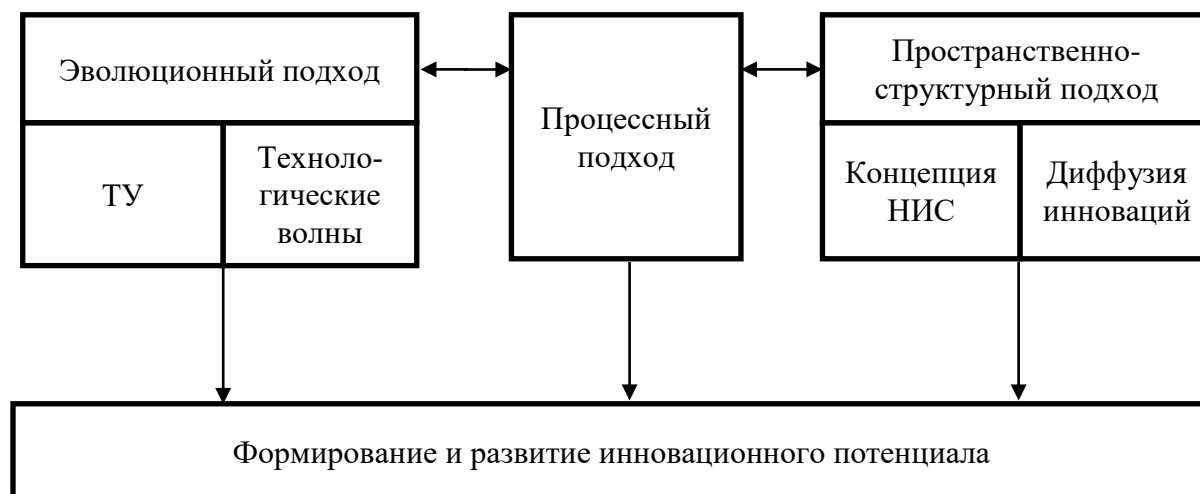 Эволюционный подход
ТУ
Техноло-
гические
волны
Процессный
подход
Пространственно-
структурный подход
Концепция
НИС
Диффузия
инноваций
Формирование и развитие инновационного потенциала